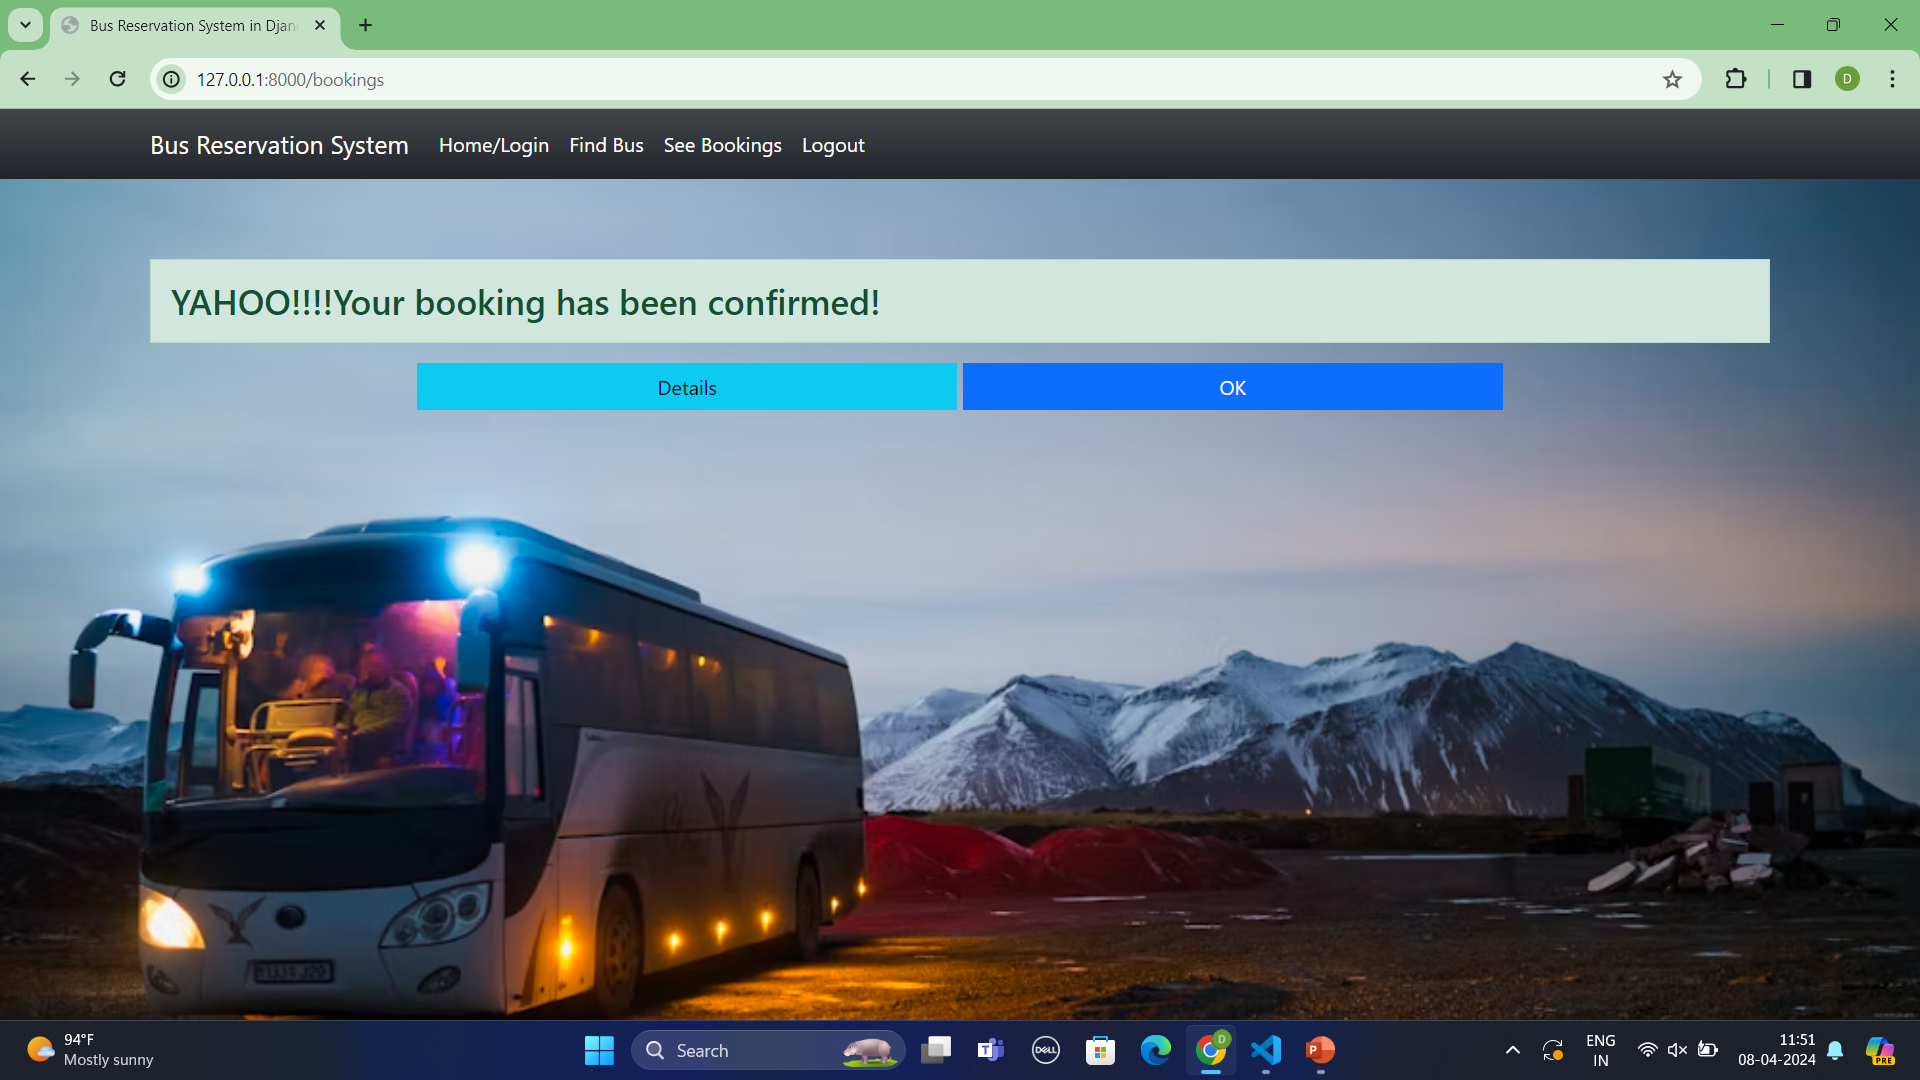 Bus Reservation System in Djan
127.0.0.1:8000/bookings
D
Bus Reservation System Home/Login Find Bus See Bookings Logout
YAHOO!!!!Your booking has been confirmed!
Details OK
94°F
Mostly sunny
Search
T
DELL
D
P
ENG
IN
11:51
08-04-2024
PRE